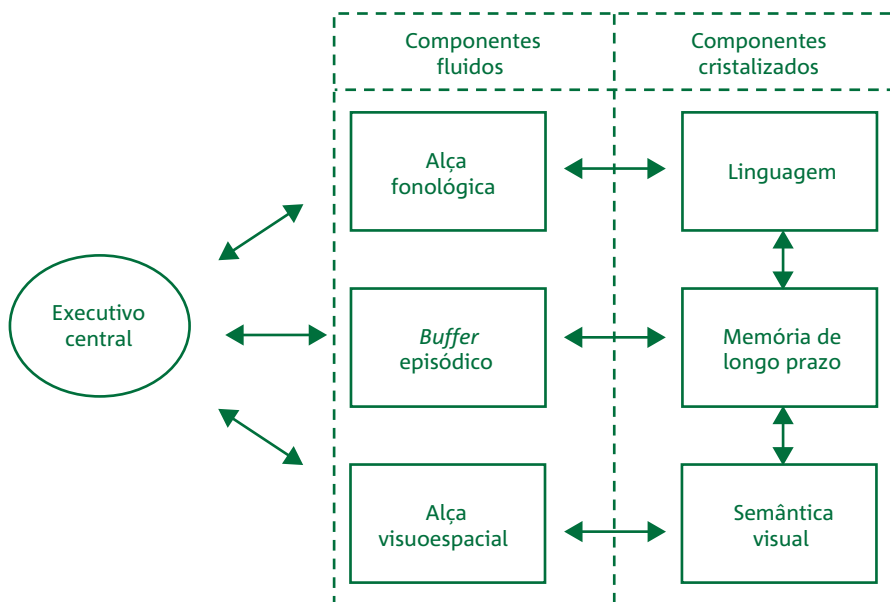 Componentes
fluidos
Componentes
cristalizados
Alça
fonológica
Linguagem
Executivo
central
Buffer
episódico
Memória de
longo prazo
Alça
visuoespacial
Semântica
visual